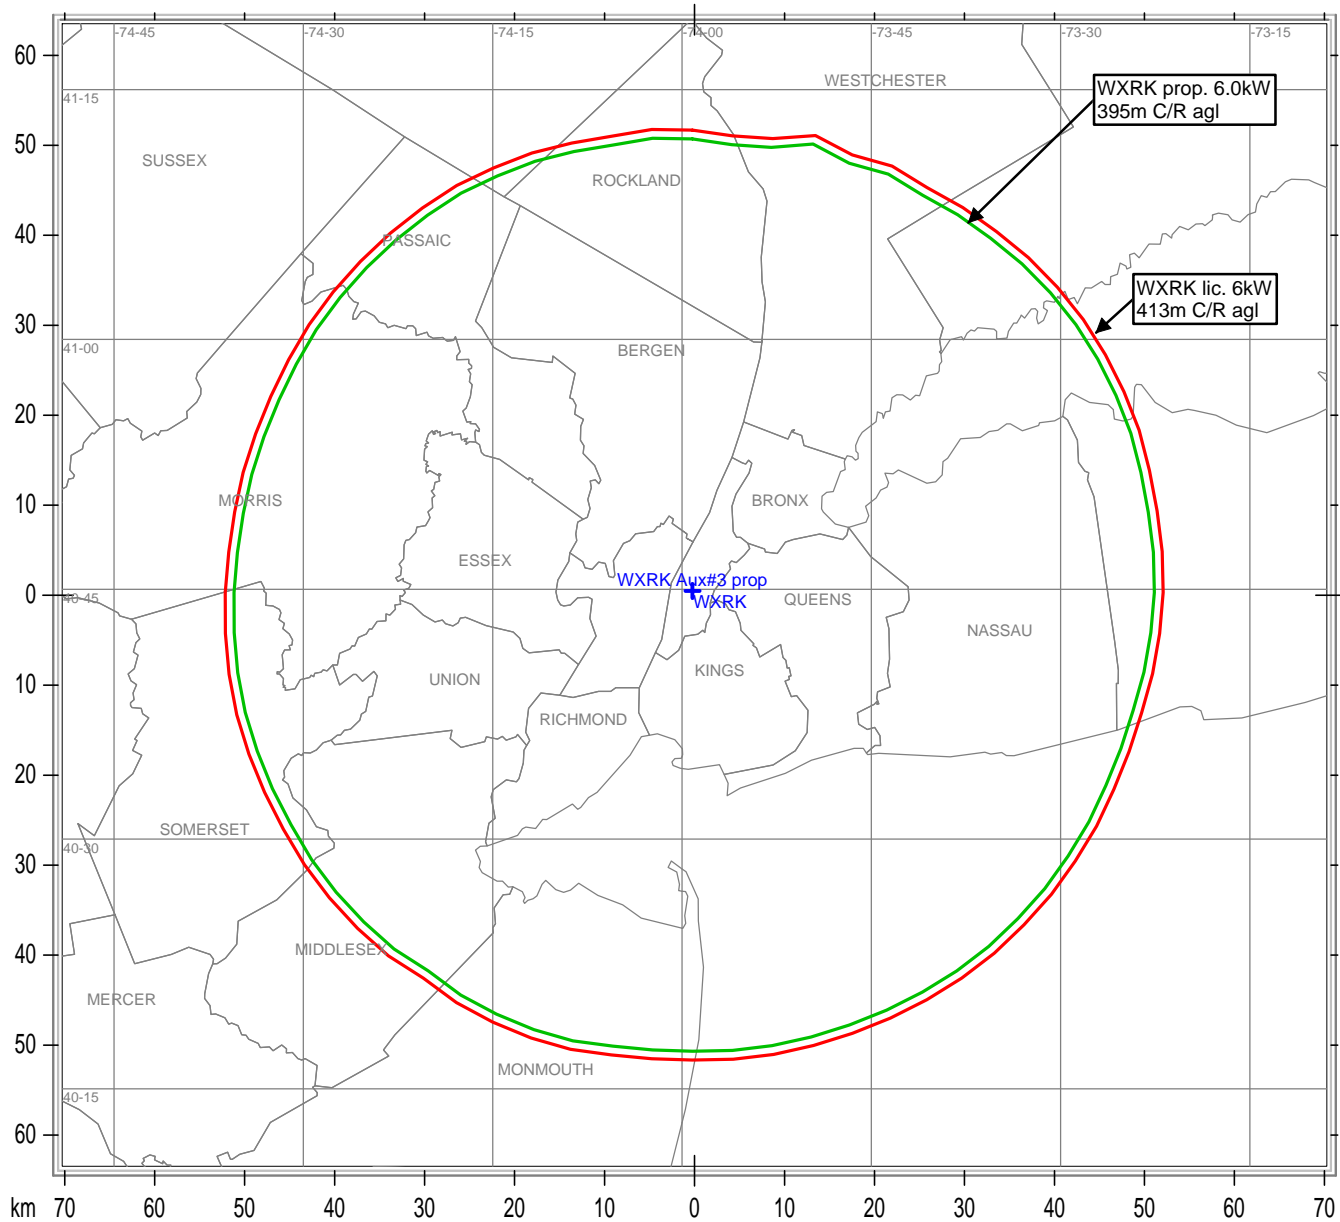 -74-45
-74-30
-74-15
-74-00
-73-45
-73-30
-73-15
60
WESTCHESTER
WXRK prop. 6.0kW
395m C/R agl
41-15
50
SUSSEX
ROCKLAND
40
PASSAIC
WXRK lic. 6kW
413m C/R agl
30
41-00
BERGEN
20
10
MORRIS
BRONX
ESSEX
WXRK Aux#3 prop
0
40-45
WXRK
QUEENS
NASSAU
KINGS
10
UNION
RICHMOND
20
SOMERSET
40-30
30
40
MIDDLESEX
MERCER
50
MONMOUTH
40-15
60
km
70
60
50
40
30
20
10
0
10
20
30
40
50
60
70